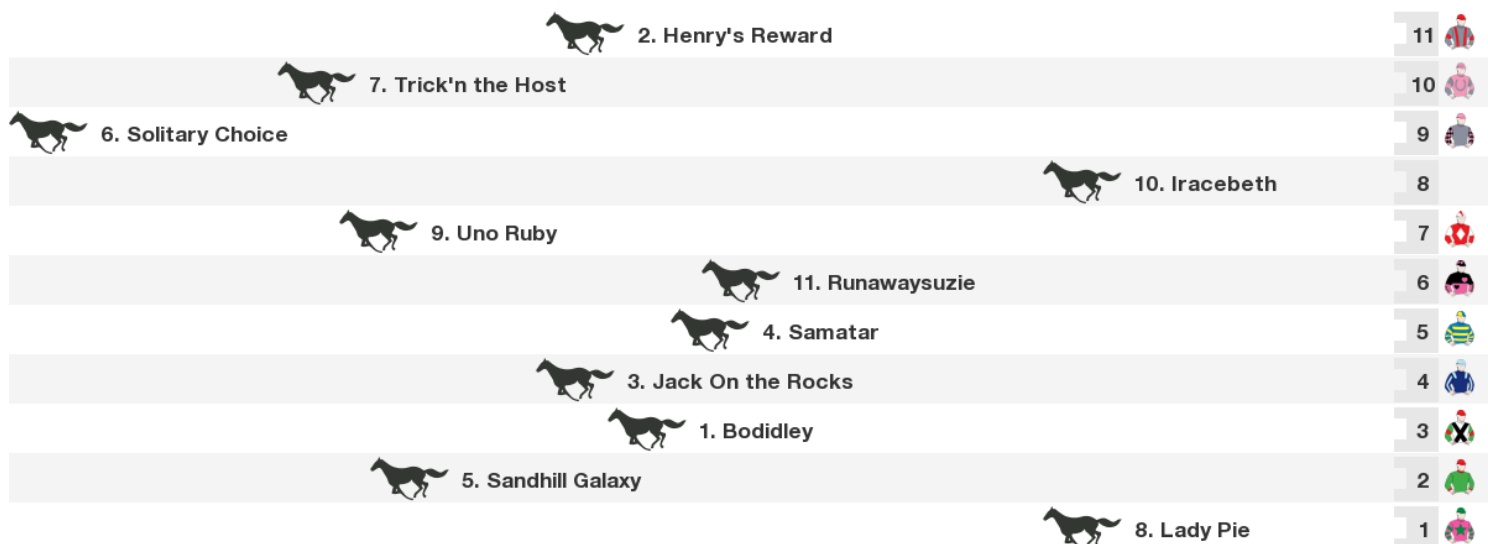 2. Henry's Reward 11
7. Trick'n the Host 10
6. Solitary Choice 9
10. Iracebeth 8
9. Uno Ruby 7
11. Runawaysuzie 6
4. Samatar 5
3. Jack On the Rocks 4
1. Bodidley 3
5. Sandhill Galaxy 2
8. Lady Pie 1